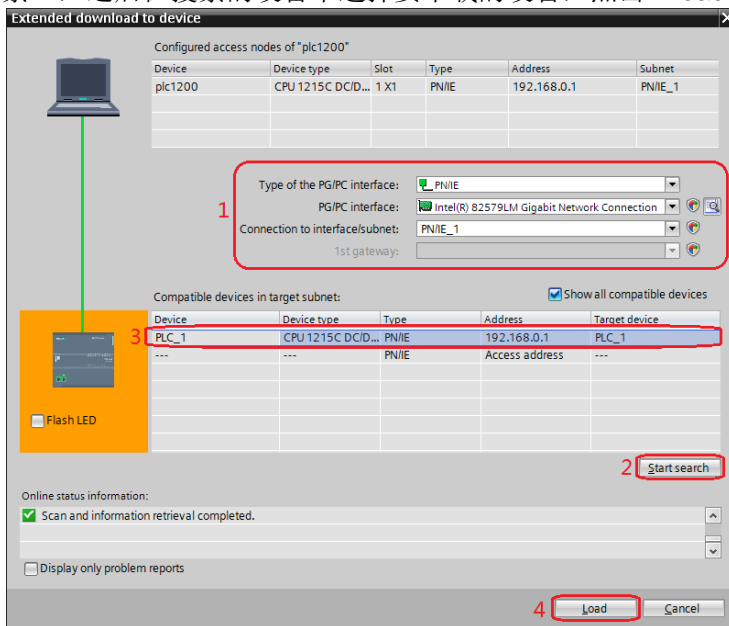 Extended download to device
Configured access nodes of "plc1200"
Device Device type Slot Type Address Subnet
plc1200 CPU 1215C DC/D... 1 X1 PN/IE 192.168.0.1 PN/IE_1
Type of the PG/PC interface: PN/IE
1 PG/PC interface: Intel(R) 82579LM Gigabit Network Connection
Connection to interface/subnet: PN/IE_1
1st gateway:
Compatible devices in target subnet: Show all compatible devices
Device Device type Type Address Target device
3 PLC_1 CPU 1215C DC/D... PN/IE 192.168.0.1 PLC_1
--- --- PN/IE Access address ---
Flash LED
2 Start search
Online status information:
Scan and information retrieval completed.
Display only problem reports
4 Load Cancel